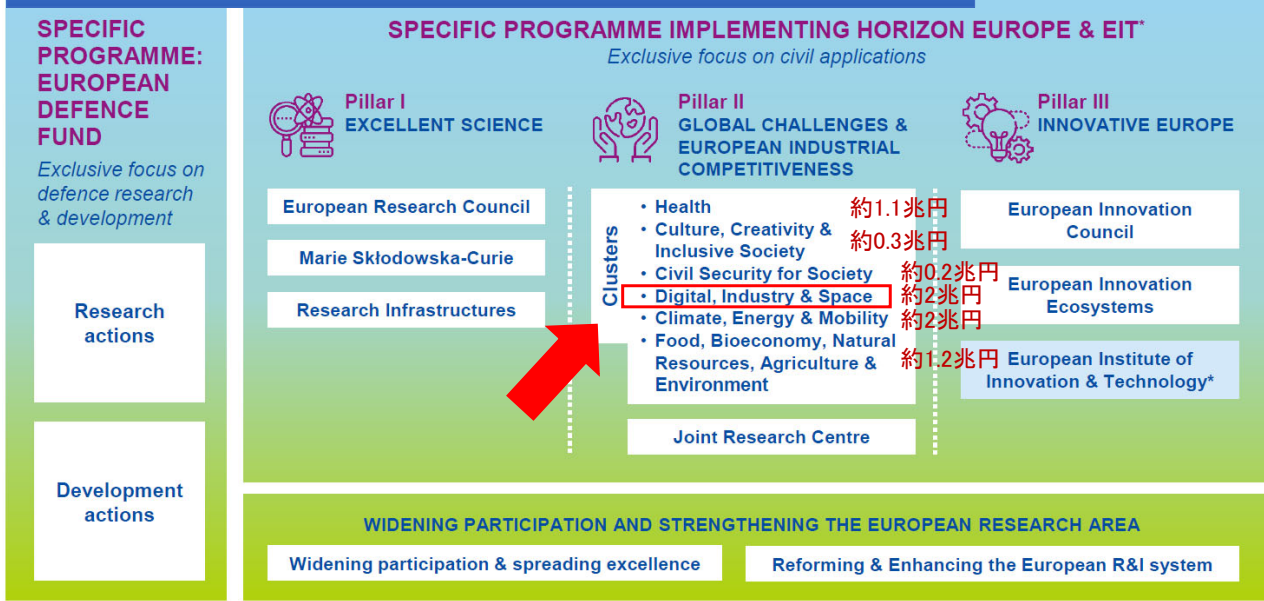 SPECIFIC
PROGRAMME:
EUROPEAN
DEFENCE
FUND
Exclusive focus on
defence research
& development
Research
actions
Development
actions
SPECIFIC PROGRAMME IMPLEMENTING HORIZON EUROPE & EIT*
Exclusive focus on civil applications
Pillar I
EXCELLENT SCIENCE
European Research Council
Marie Skłodowska-Curie
Research Infrastructures
Pillar II
GLOBAL CHALLENGES &
EUROPEAN INDUSTRIAL
COMPETITIVENESS
Clusters
• Health 約1.1兆円
• Culture, Creativity &
Inclusive Society 約0.3兆円
• Civil Security for Society 約0.2兆円
• Digital, Industry & Space 約2兆円
• Climate, Energy & Mobility 約2兆円
• Food, Bioeconomy, Natural
Resources, Agriculture & 約1.2兆円
Environment
Joint Research Centre
Pillar III
INNOVATIVE EUROPE
European Innovation
Council
European Innovation
Ecosystems
European Institute of
Innovation & Technology*
WIDENING PARTICIPATION AND STRENGTHENING THE EUROPEAN RESEARCH AREA
Widening participation & spreading excellence
Reforming & Enhancing the European R&I system